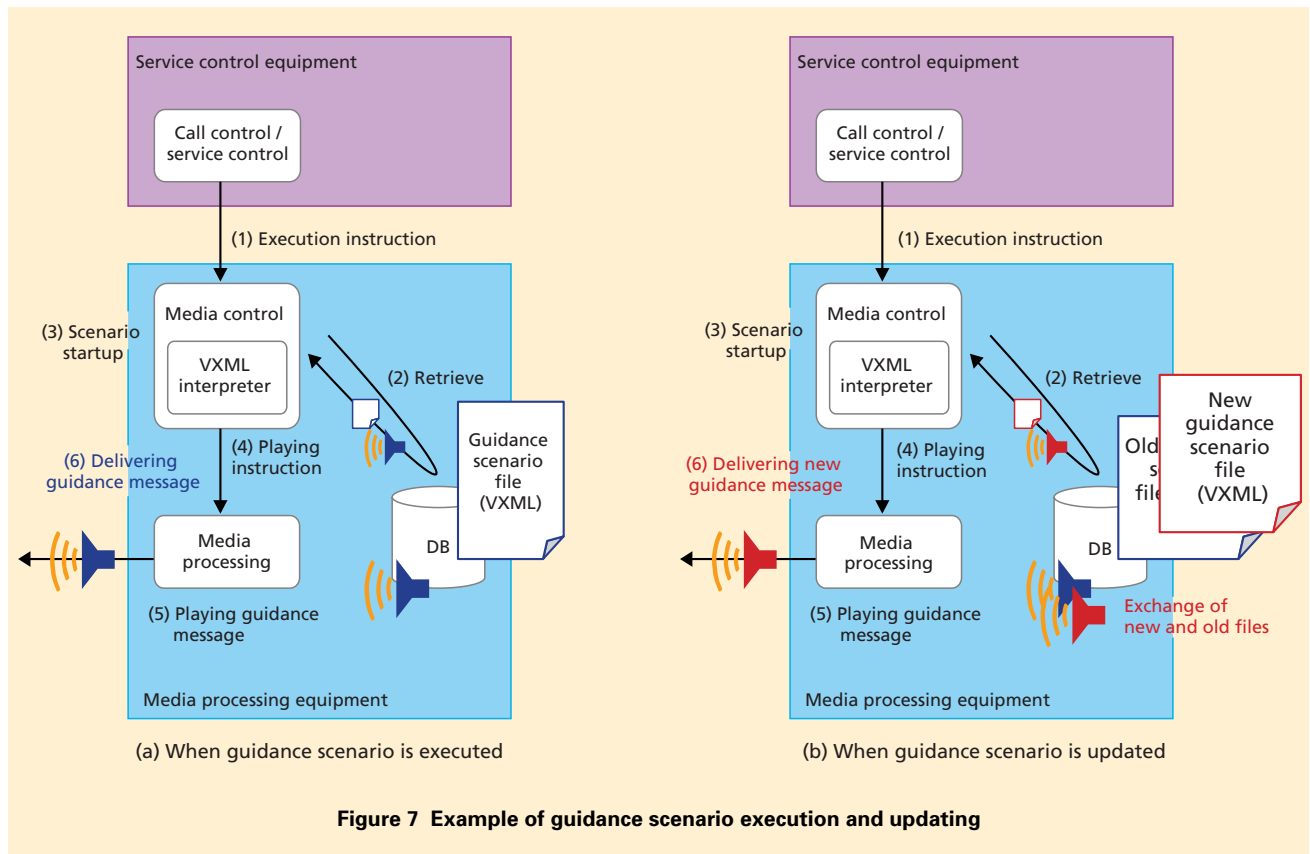 Service control equipment
Call control /
service control
(1) Execution instruction
Media control
(3) Scenario
startup
VXML
interpreter
(2) Retrieve
(4) Playing
instruction
Guidance
scenario
file
(VXML)
(6) Delivering
guidance message
DB
Media
processing
(5) Playing guidance
message
Media processing equipment
(a) When guidance scenario is executed
Service control equipment
Call control /
service control
(1) Execution instruction
Media control
(3) Scenario
startup
VXML
interpreter
(2) Retrieve
(4) Playing
instruction
New
guidance
scenario
file
(VXML)
Old
s
file
(6) Delivering new
guidance message
DB
Media
processing
(5) Playing guidance
message
Exchange of
new and old files
Media processing equipment
(b) When guidance scenario is updated
Figure 7 Example of guidance scenario execution and updating